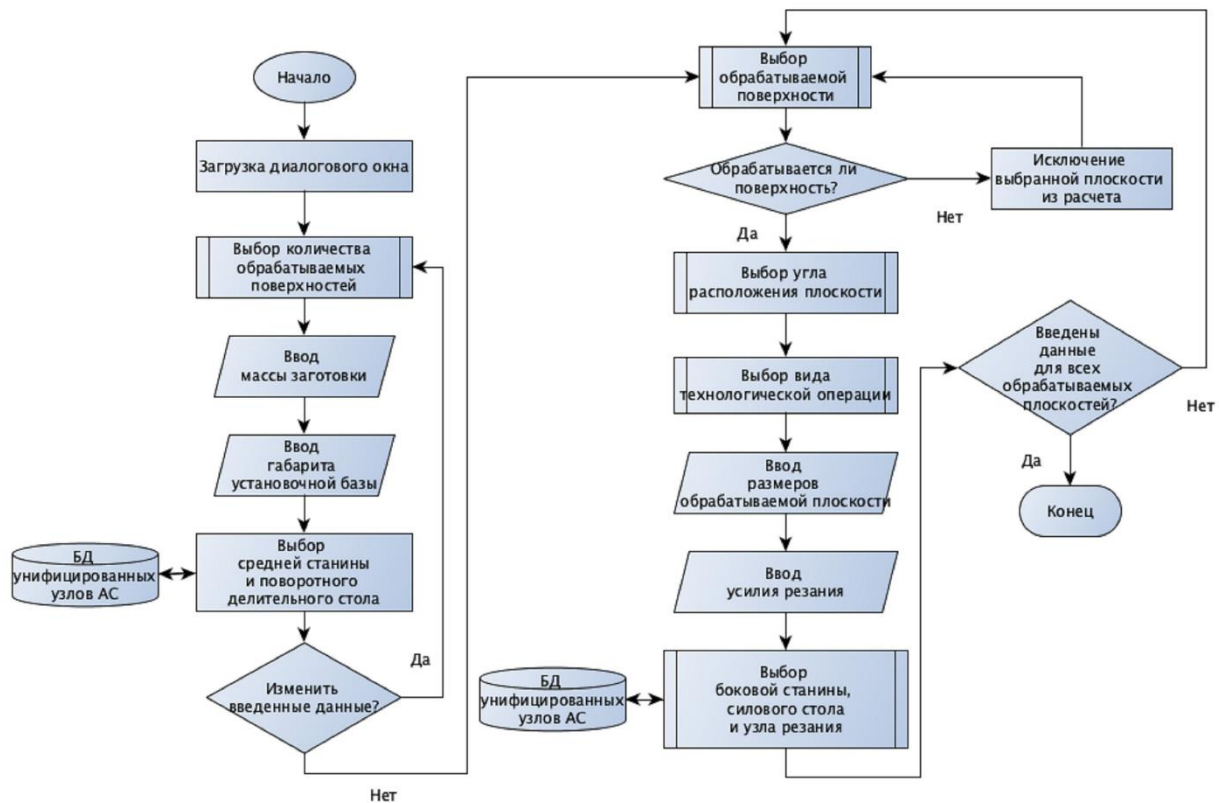 Начало
Загрузка диалогового окна
Выбор количества
обрабатываемых
поверхностей
Ввод
массы заготовки
Ввод
габарита
установочной базы
БД
унифицированных
узлов АС
Выбор
средней станины
и поворотного
делительного стола
Изменить
введенные данные?
Да
Нет
Выбор
обрабатываемой
поверхности
Обрабатывается ли
поверхность?
Нет
Исключение
выбранной плоскости
из расчета
Да
Выбор угла
расположения плоскости
Выбор вида
технологической операции
Ввод
размеров
обрабатываемой плоскости
Ввод
усилия резания
БД
унифицированных
узлов АС
Выбор
боковой станины,
силового стола
и узла резания
Введены
данные
для всех
обрабатываемых
плоскостей?
Нет
Да
Конец